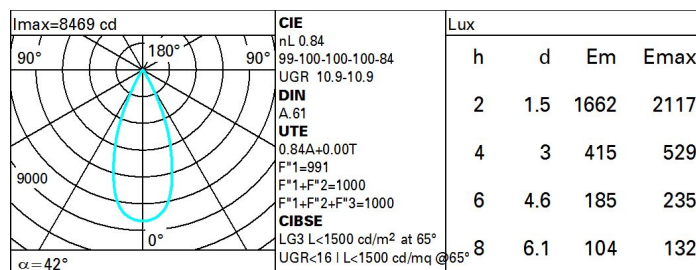 Imax=8469 cd
90° 180° 90°
9000
0°
α=42°
CIE
nL 0.84
99-100-100-100-84
UGR 10.9-10.9
DIN
A.61
UTE
0.84A+0.00T
F"1=991
F"1+F"2=1000
F"1+F"2+F"3=1000
CIBSE
LG3 L<1500 cd/m² at 65°
UGR<16 | L<1500 cd/mq @65°
Lux
h d Em Emax
2 1.5 1662 2117
4 3 415 529
6 4.6 185 235
8 6.1 104 132